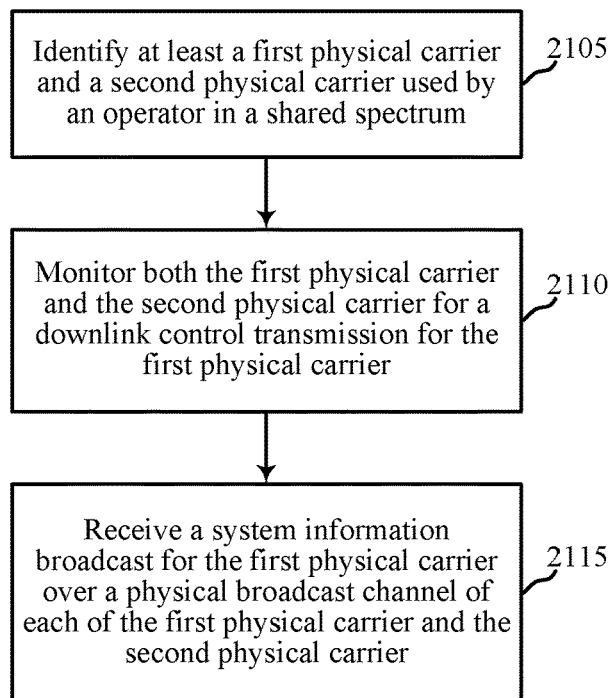 Identify at least a first physical carrier
and a second physical carrier used by
an operator in a shared spectrum
2105
Monitor both the first physical carrier
and the second physical carrier for a
downlink control transmission for the
first physical carrier
2110
Receive a system information
broadcast for the first physical carrier
over a physical broadcast channel of
each of the first physical carrier and the
second physical carrier
2115